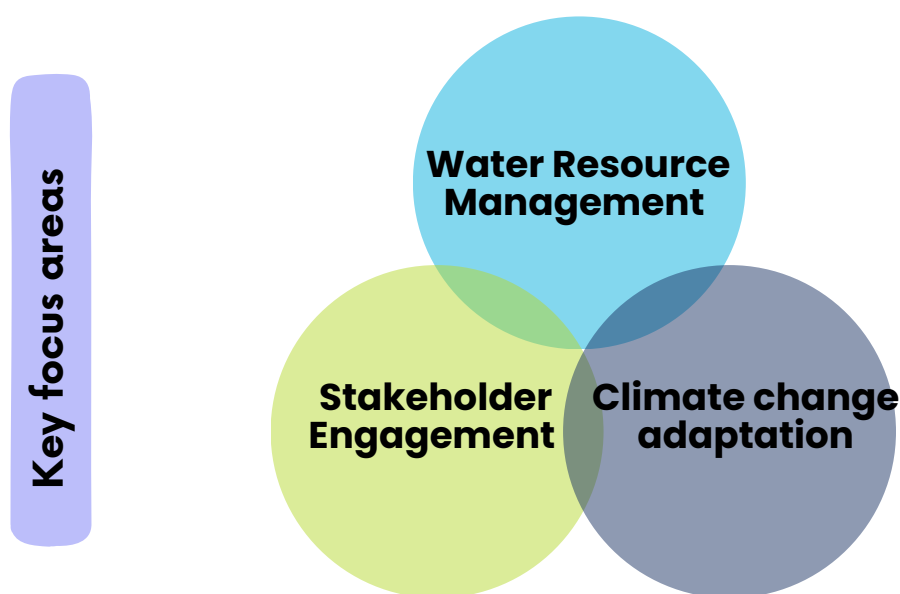 Key focus areas
Water Resource
Management
Stakeholder
Engagement
Climate change
adaptation